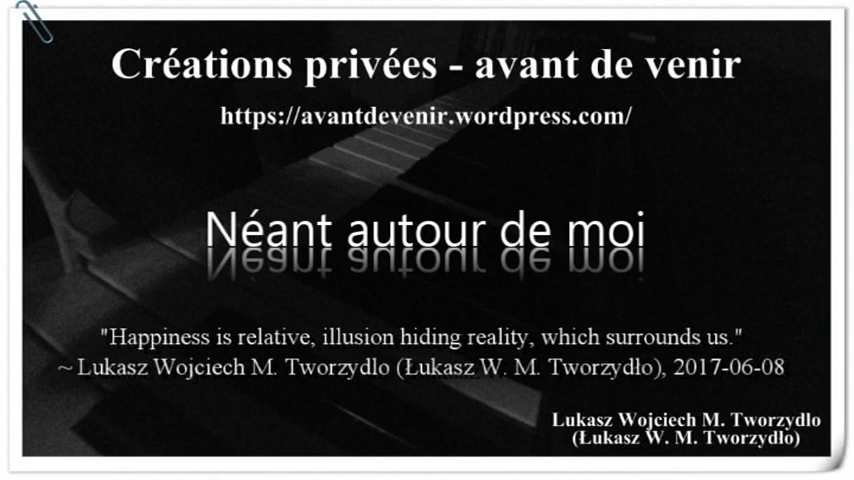 Créations privées - avant de venir
https://avantdevenir.wordpress.com/
Néant autour de moi
"Happiness is relative, illusion hiding reality, which surrounds us."
~ Lukasz Wojciech M. Tworzydlo (Łukasz W. M. Tworzydło), 2017-06-08
Lukasz Wojciech M. Tworzydlo
(Łukasz W. M. Tworzydło)